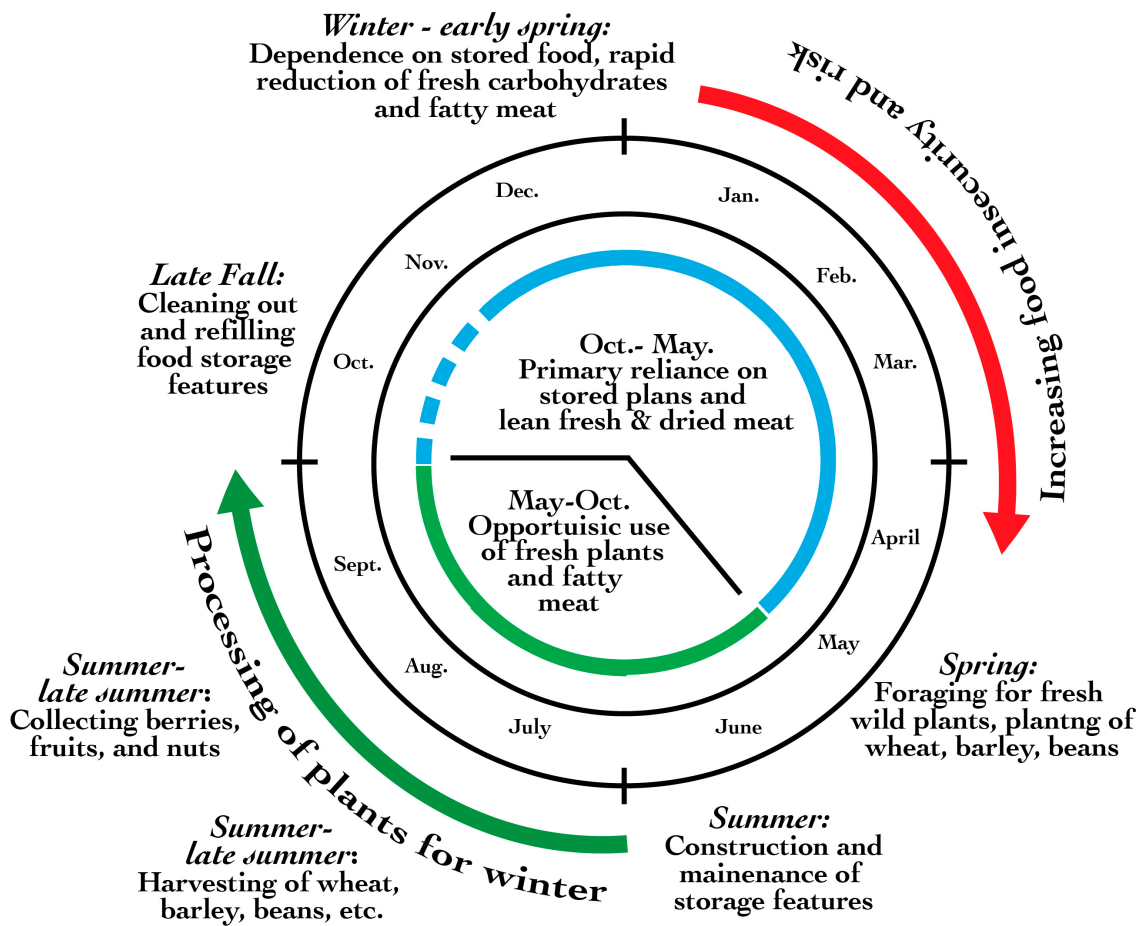 Winter - early spring:
Dependence on stored food, rapid
reduction of fresh carbohydrates
and fatty meat
Increasing food insecurity and risk
Dec.
Jan.
Nov.
Feb.
Late Fall:
Cleaning out
and refilling
food storage
features
Oct.
Mar.
Oct.- May.
Primary reliance on
stored plans and
lean fresh & dried meat
May-Oct.
Opportuisic use
of fresh plants
and fatty
meat
April
Sept.
May
Aug.
June
July
Processing of plants for winter
Spring:
Foraging for fresh
wild plants, plantng of
wheat, barley, beans
Summer-
late summer:
Collecting berries,
fruits, and nuts
Summer-
late summer:
Harvesting of wheat,
barley, beans, etc.
Summer:
Construction and
mainenance of
storage features